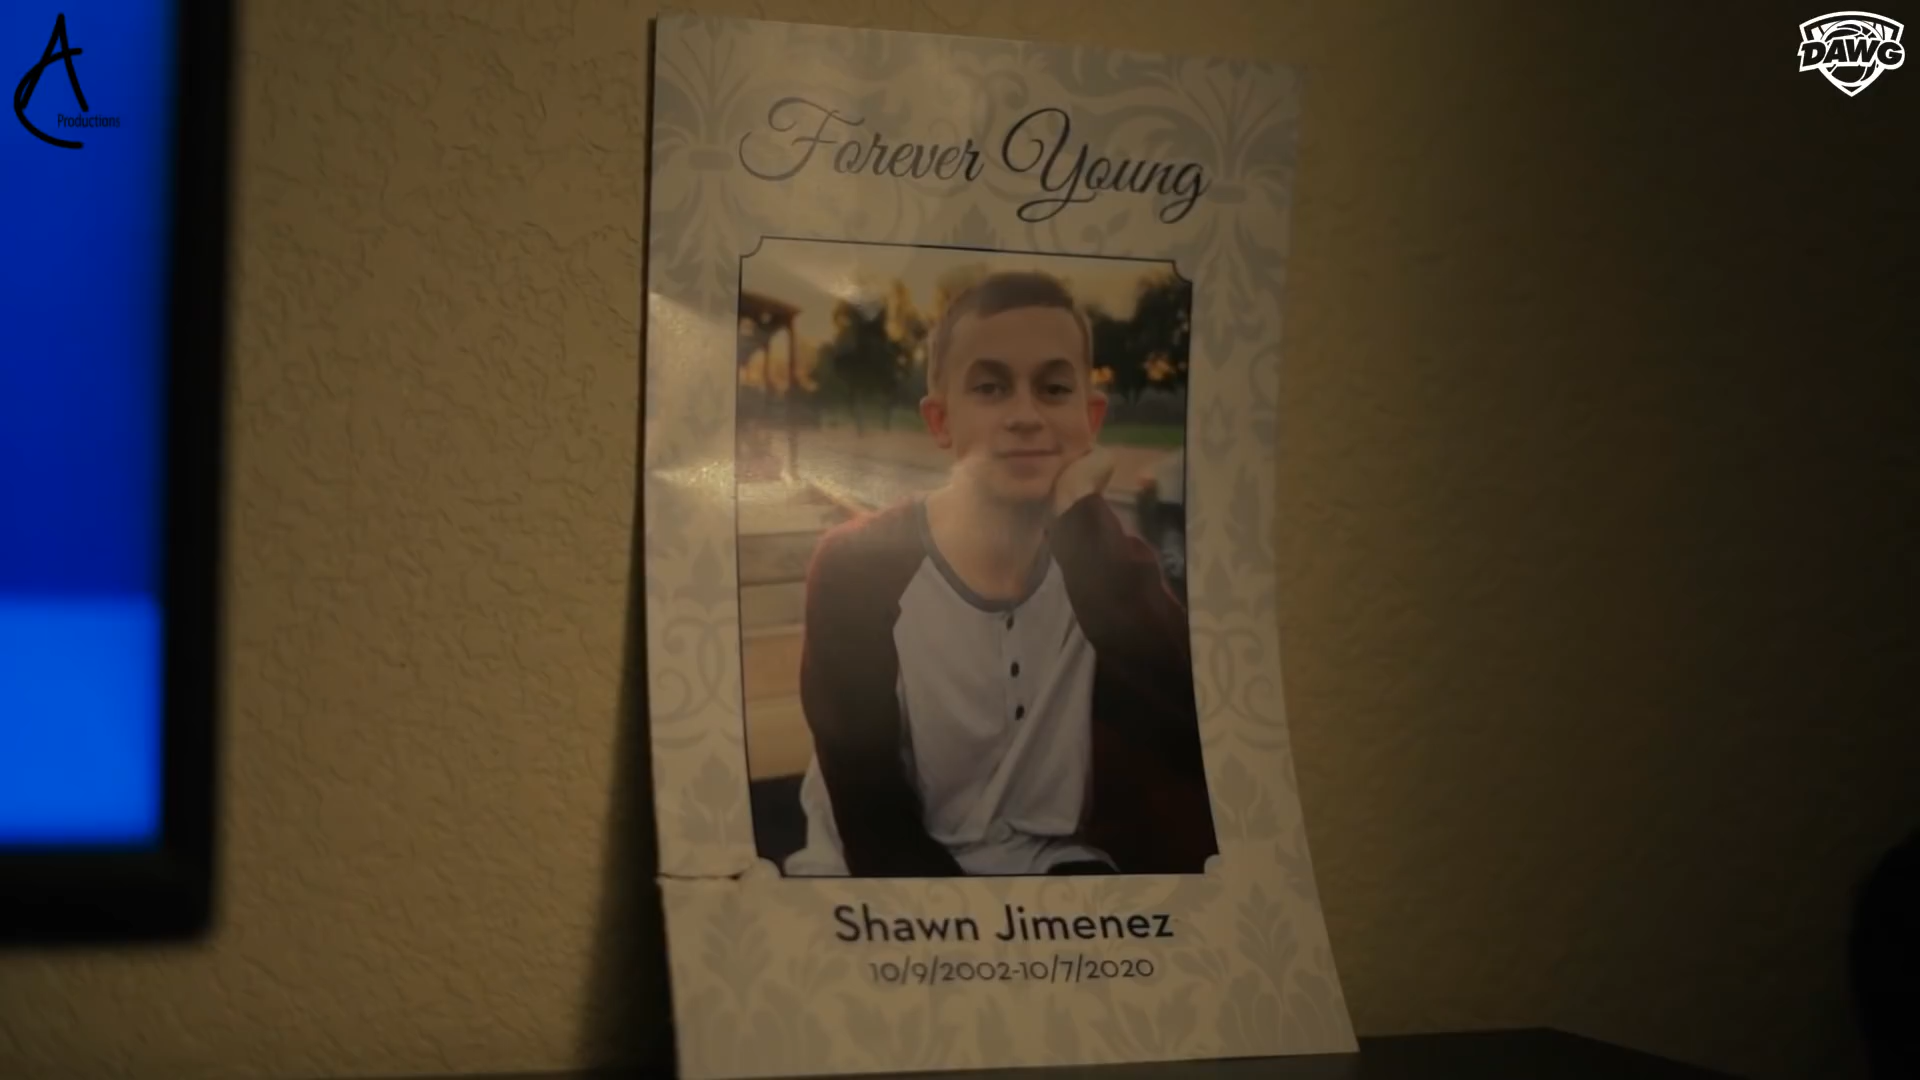 A
Productions
DAWG
Forever Young
Shawn Jimenez
10/9/2002-10/7/2020